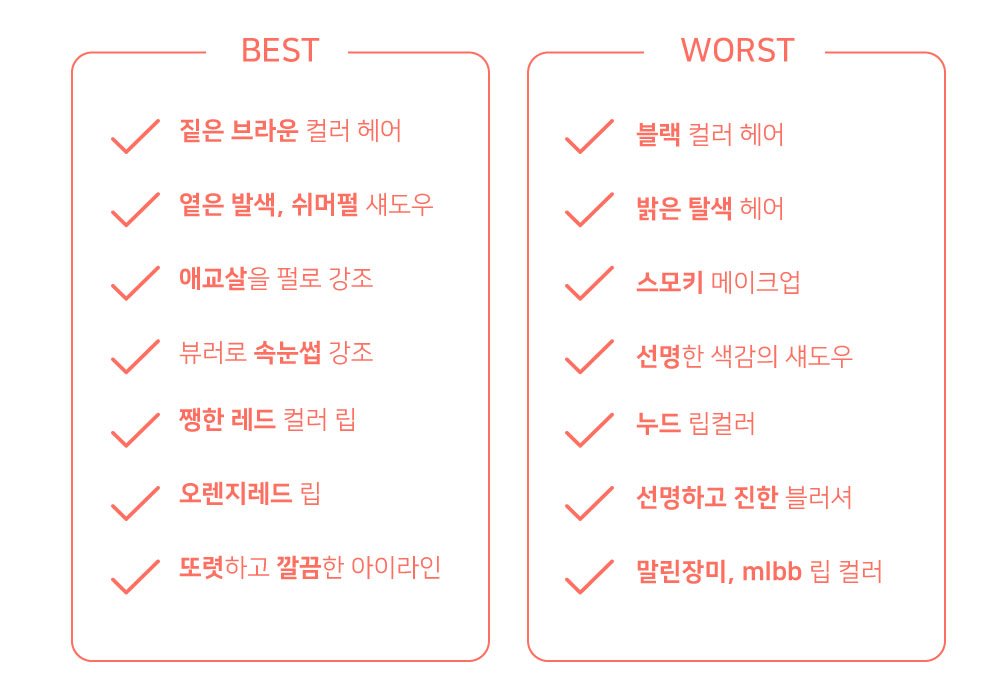 BEST
짙은 브라운 컬러 헤어
옅은 발색, 쉬머펄 섀도우
애교살을 펄로 강조
뷰러로 속눈썹 강조
쨍한 레드 컬러 립
오렌지레드 립
또렷하고 깔끔한 아이라인
WORST
블랙 컬러 헤어
밝은 탈색 헤어
스모키 메이크업
선명한 색감의 섀도우
누드 립컬러
선명하고 진한 블러셔
말린장미, mlbb 립 컬러